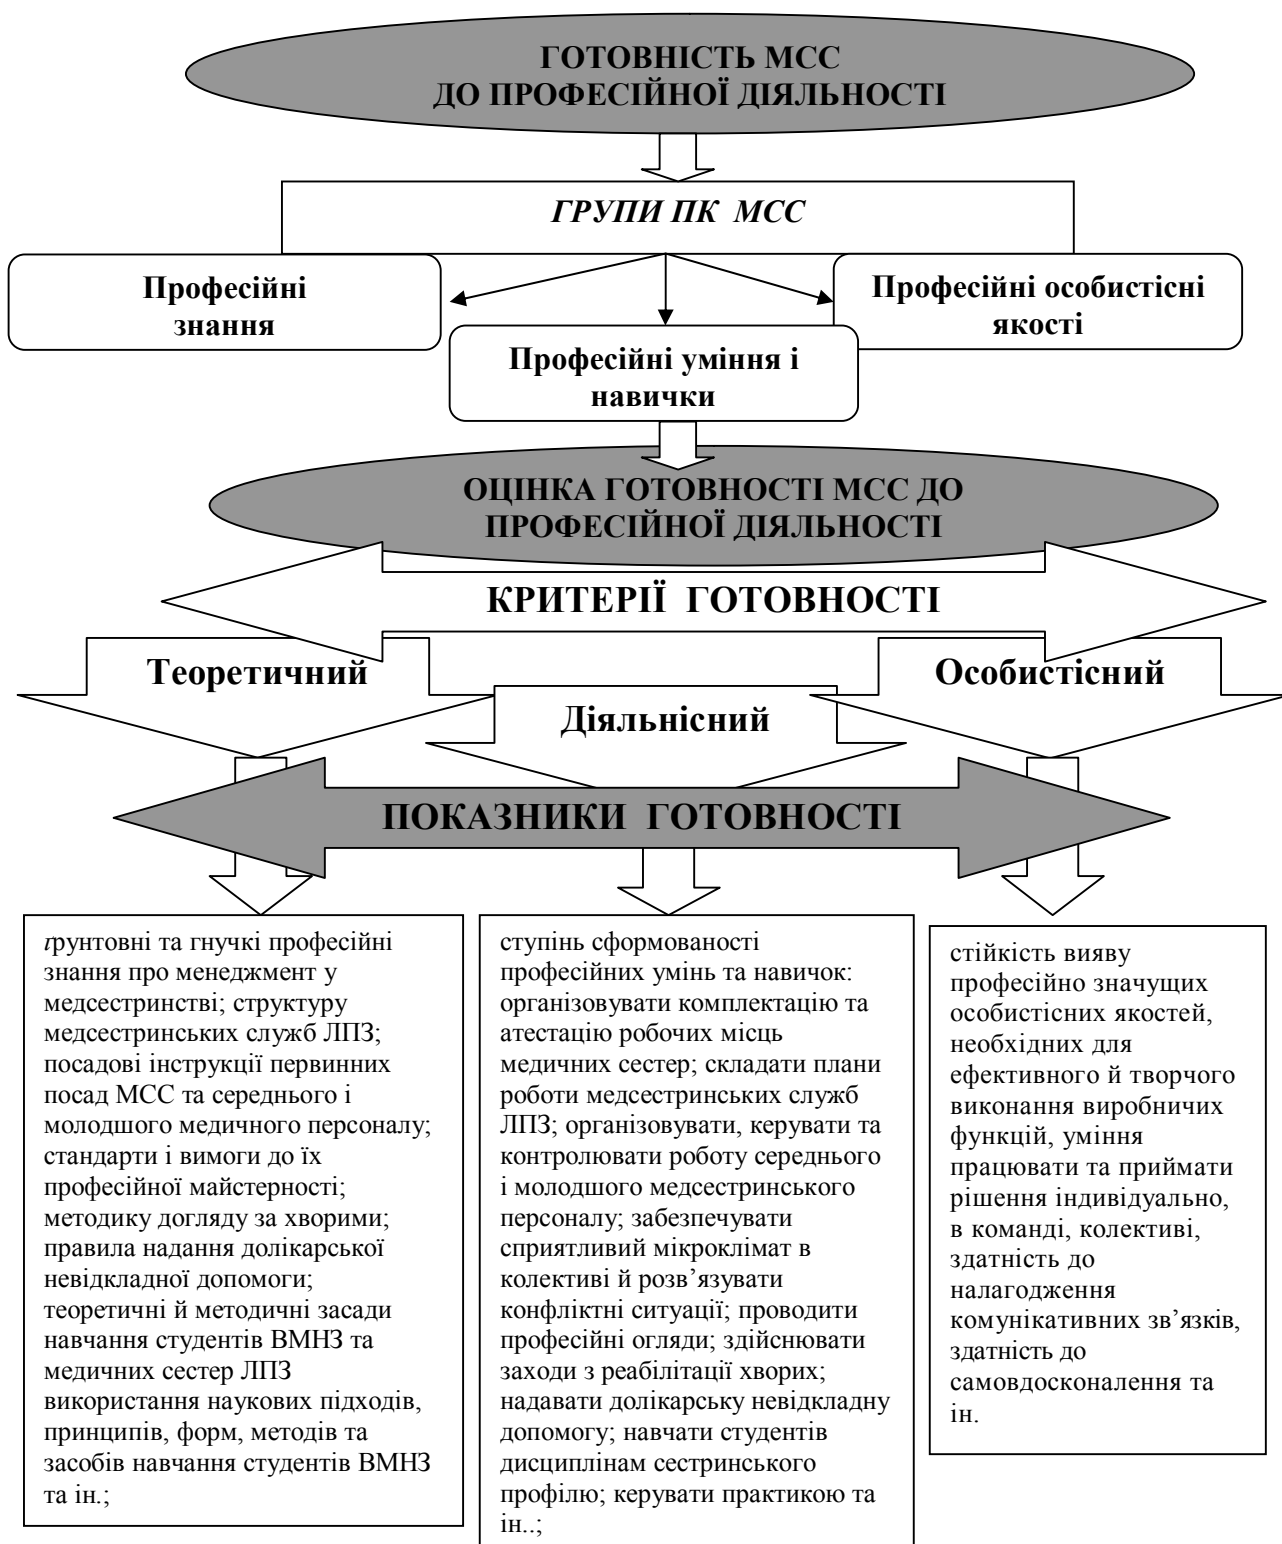 ГОТОВНІСТЬ МСС
ДО ПРОФЕСІЙНОЇ ДІЯЛЬНОСТІ
ГРУПИ ПК МСС
Професійні
знання
Професійні особистісні
якості
Професійні уміння і
навички
ОЦІНКА ГОТОВНОСТІ МСС ДО
ПРОФЕСІЙНОЇ ДІЯЛЬНОСТІ
КРИТЕРІЇ ГОТОВНОСТІ
Теоретичний
Особистісний
Діяльнісний
ПОКАЗНИКИ ГОТОВНОСТІ
ґрунтовні та гнучкі професійні
знання про менеджмент у
медсестринстві; структуру
медсестринських служб ЛПЗ;
посадові інструкції первинних
посад МСС та середнього і
молодшого медичного персоналу;
стандарти і вимоги до їх
професійної майстерності;
методику догляду за хворими;
правила надання долікарської
невідкладної допомоги;
теоретичні й методичні засади
навчання студентів ВМНЗ та
медичних сестер ЛПЗ
використання наукових підходів,
принципів, форм, методів та
засобів навчання студентів ВМНЗ
та ін.;
ступінь сформованості
професійних умінь та навичок:
організовувати комплектацію та
атестацію робочих місць
медичних сестер; складати плани
роботи медсестринських служб
ЛПЗ; організовувати, керувати та
контролювати роботу середнього
і молодшого медсестринського
персоналу; забезпечувати
сприятливий мікроклімат в
колективі й розв’язувати
конфліктні ситуації; проводити
професійні огляди; здійснювати
заходи з реабілітації хворих;
надавати долікарську невідкладну
допомогу; навчати студентів
дисциплінам сестринського
профілю; керувати практикою та
ін..;
стійкість вияву
професійно значущих
особистісних якостей,
необхідних для
ефективного й творчого
виконання виробничих
функцій, уміння
працювати та приймати
рішення індивідуально,
в команді, колективі,
здатність до
налагодження
комунікативних зв’язків,
здатність до
самовдосконалення та
ін.